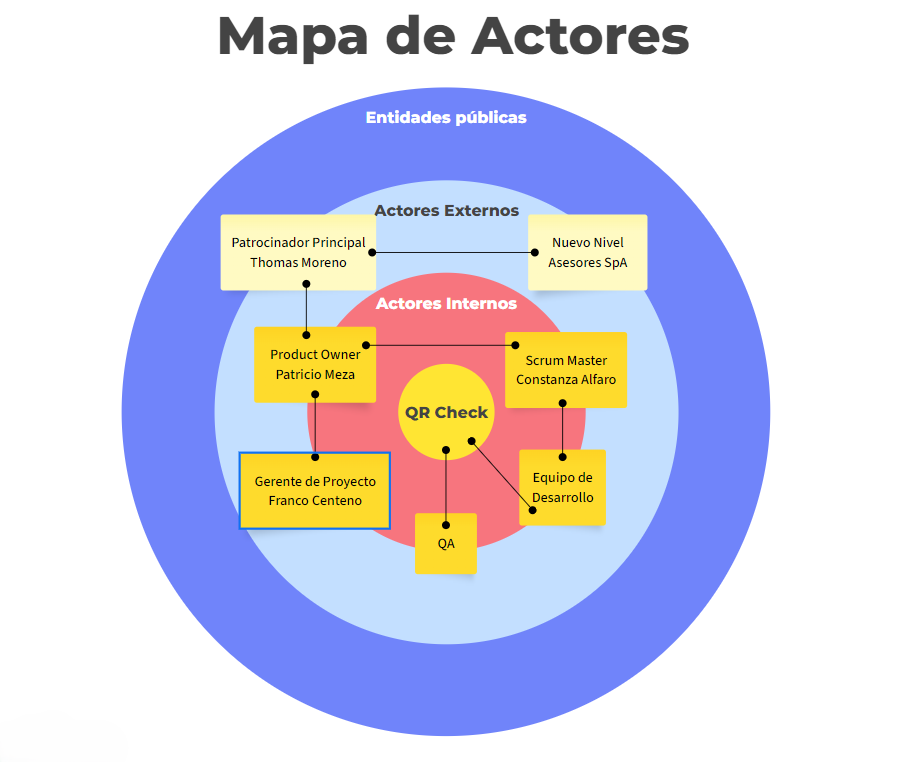 Mapa de Actores
Entidades públicas
Actores Externos
Patrocinador Principal
Thomas Moreno
Nuevo Nivel
Asesores SpA
Actores Internos
Product Owner
Patricio Meza
Scrum Master
Constanza Alfaro
QR Check
Gerente de Proyecto
Franco Centeno
Equipo de
Desarrollo
QA